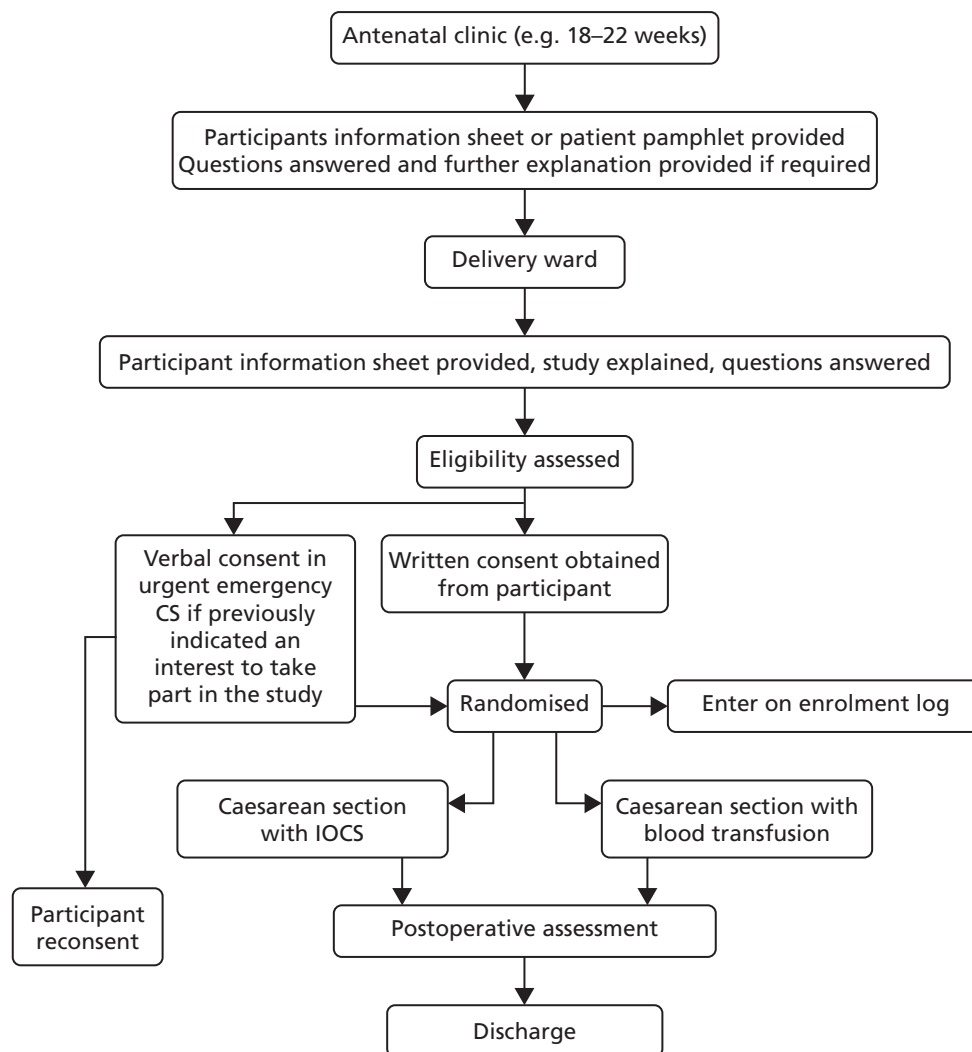 Antenatal clinic (e.g. 18–22 weeks)
Participants information sheet or patient pamphlet provided
Questions answered and further explanation provided if required
Delivery ward
Participant information sheet provided, study explained, questions answered
Eligibility assessed
Verbal consent in
urgent emergency
CS if previously
indicated an
interest to take
part in the study
Written consent obtained
from participant
Randomised
Enter on enrolment log
Caesarean section
with IOCS
Caesarean section with
blood transfusion
Participant
reconsent
Postoperative assessment
Discharge